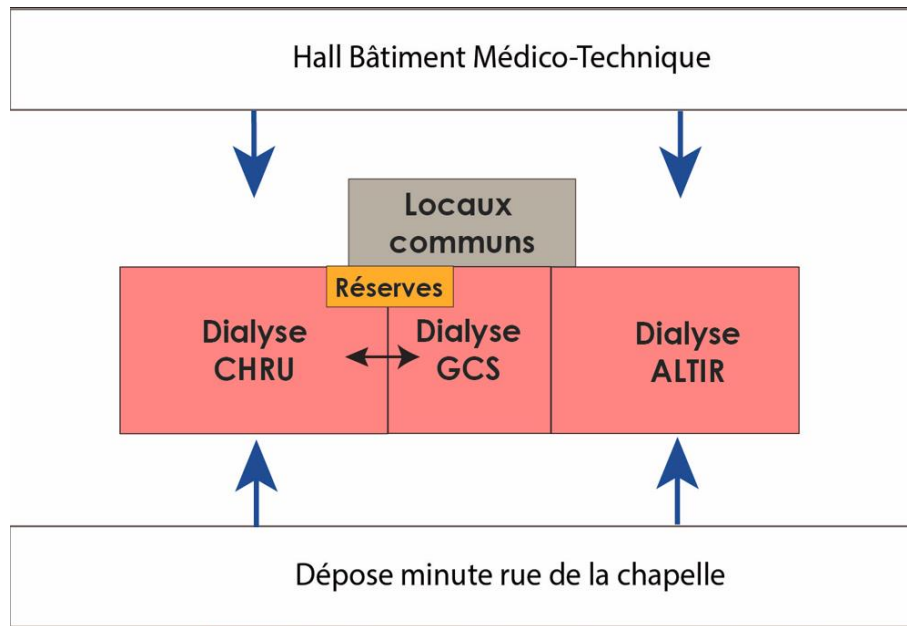 Hall Bâtiment Médico-Technique
Locaux
communs
Réserves
Dialyse
CHRU
Dialyse
GCS
Dialyse
ALTIR
Dépose minute rue de la chapelle